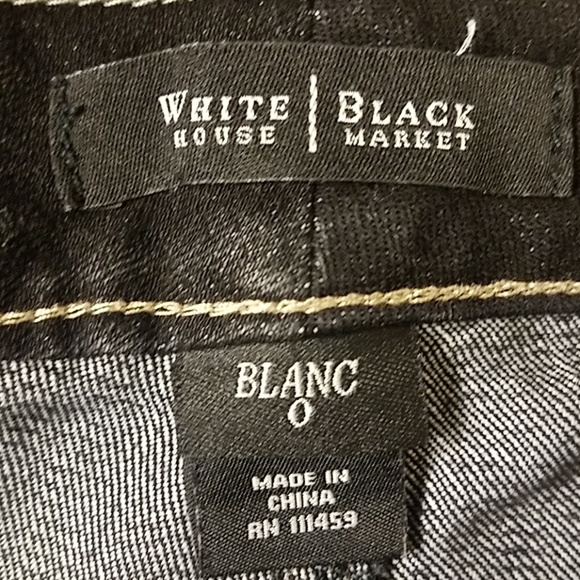 WHITE | BLACK
HOUSE | MARKET
BLANC
0
MADE IN
CHINA
RN 111459